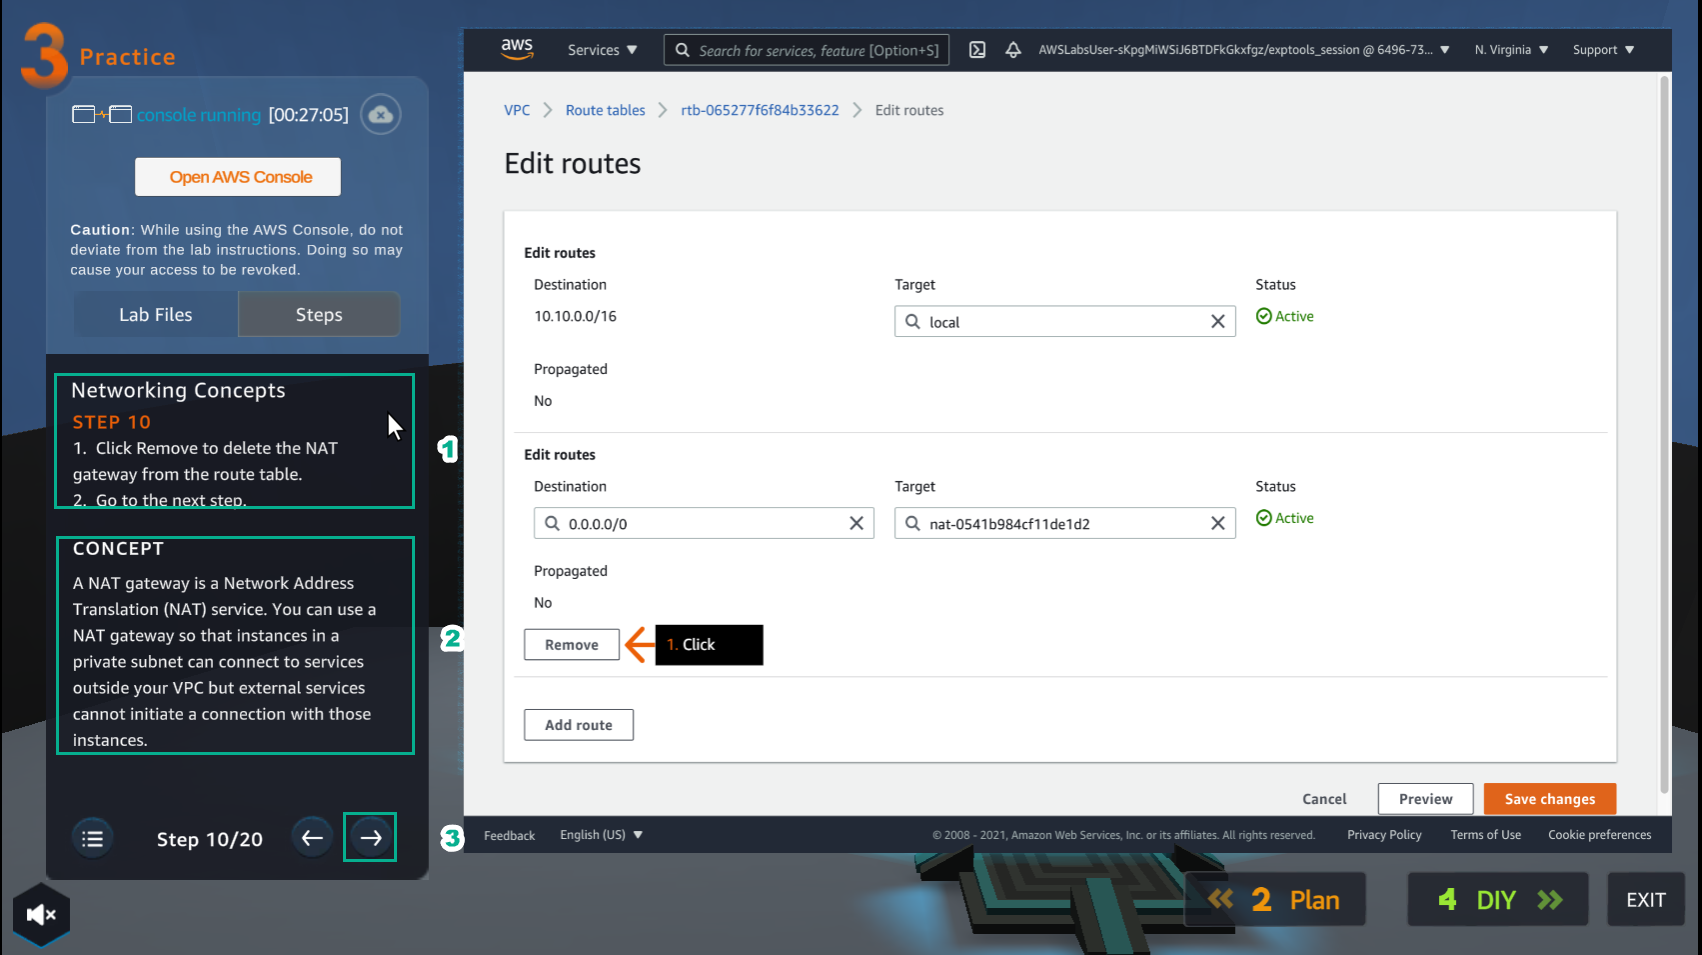 3 Practice
console running [00:27:05]
Open AWS Console
Caution: While using the AWS Console, do not
deviate from the lab instructions. Doing so may
cause your access to be revoked.
Lab Files
Steps
Networking Concepts
STEP 10
1. Click Remove to delete the NAT
gateway from the route table.
2. Go to the next step.
1
CONCEPT
A NAT gateway is a Network Address
Translation (NAT) service. You can use a
NAT gateway so that instances in a
private subnet can connect to services
outside your VPC but external services
cannot initiate a connection with those
instances.
2
Step 10/20
3
aws
Services
Search for services, feature [Option+S]
AWSLabsUser-sKpgMiWSiJ6BTDFkGkxfgz/exptools_session @ 6496-73...
N. Virginia
Support
VPC
Route tables
rtb-065277f6f84b33622
Edit routes
Edit routes
Edit routes
Destination
Target
Status
10.10.0.0/16
local
Active
Propagated
No
Edit routes
Destination
Target
Status
0.0.0.0/0
nat-0541b984cf11de1d2
Active
Propagated
No
Remove
1. Click
Add route
Cancel
Preview
Save changes
Feedback
English (US)
© 2008 - 2021, Amazon Web Services, Inc. or its affiliates. All rights reserved.
Privacy Policy
Terms of Use
Cookie preferences
2 Plan
4 DIY
EXIT